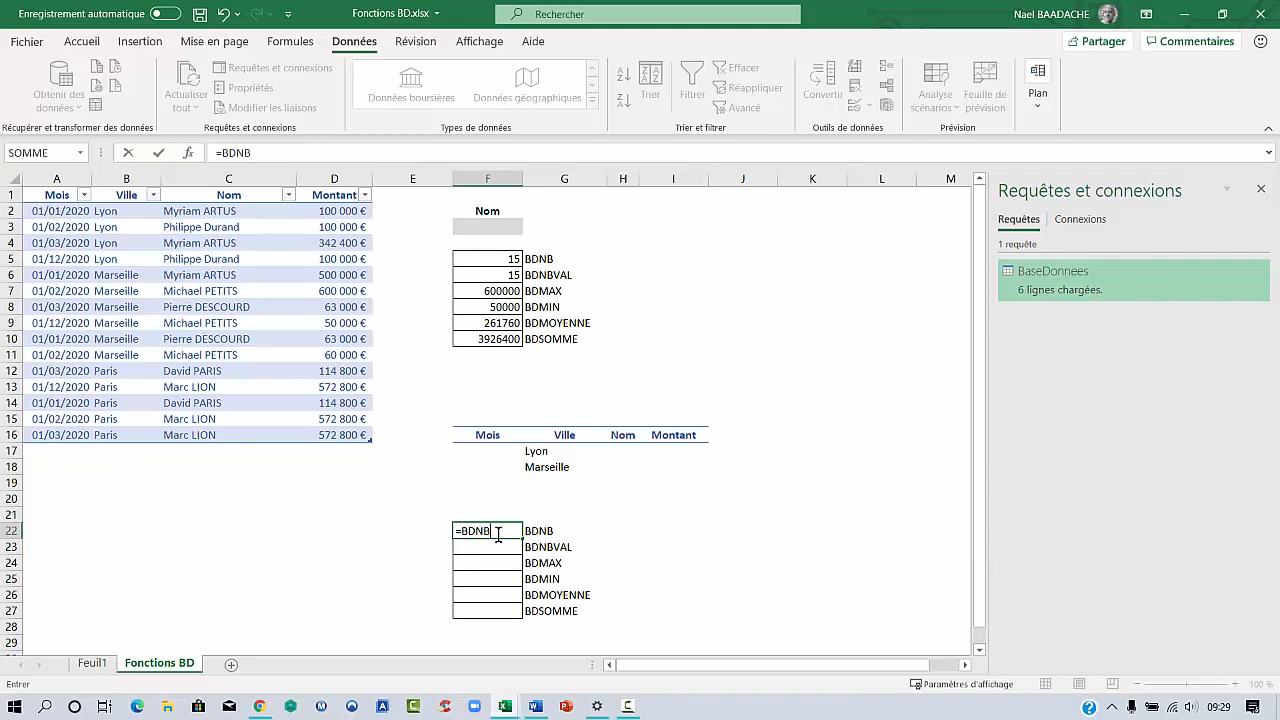 Enregistrement automatique
Fonctions BD.xlsx
Rechercher
Nael BAADACHE
Fichier Accueil Insertion Mise en page Formules Données Révision Affichage Aide
Partager Commentaires
Obtenir des données
Actualiser tout
Requêtes et connexions
Propriétés
Modifier les liaisons
Données boursières Données géographiques
Trier
Filtrer
Effacer
Réappliquer
Avancé
Convertir
Analyse scénarios
Feuille de prévision
Plan
Récupérer et transformer des données Requêtes et connexions Types de données Trier et filtrer Outils de données Prévision
SOMME fx =BDNB
A B C D E F G H I J K L M
1 Mois Ville Nom Montant
2 01/01/2020 Lyon Myriam ARTUS 100 000 € Nom
3 01/02/2020 Lyon Philippe Durand 100 000 €
4 01/03/2020 Lyon Myriam ARTUS 342 400 €
5 01/12/2020 Lyon Philippe Durand 100 000 € 15 BDNB
6 01/01/2020 Marseille Myriam ARTUS 500 000 € 15 BDNBVAL
7 01/02/2020 Marseille Michael PETITS 600 000 € 600000 BDMAX
8 01/03/2020 Marseille Pierre DESCOURD 63 000 € 50000 BDMIN
9 01/12/2020 Marseille Michael PETITS 50 000 € 261760 BDMOYENNE
10 01/01/2020 Marseille Pierre DESCOURD 63 000 € 3926400 BDSOMME
11 01/02/2020 Marseille Michael PETITS 60 000 €
12 01/03/2020 Paris David PARIS 114 800 €
13 01/12/2020 Paris Marc LION 572 800 €
14 01/01/2020 Paris David PARIS 114 800 €
15 01/02/2020 Paris Marc LION 572 800 €
16 01/03/2020 Paris Marc LION 572 800 € Mois Ville Nom Montant
17 Lyon
18 Marseille
19
20
21
22 =BDNB BDNB
23 BDNBVAL
24 BDMAX
25 BDMIN
26 BDMOYENNE
27 BDSOMME
28
29
Requêtes et connexions
Requêtes Connexions
1 requête
BaseDonnees
6 lignes chargées.
Feuil1 Fonctions BD
Entrer
Paramètres d'affichage
100 %
09:29